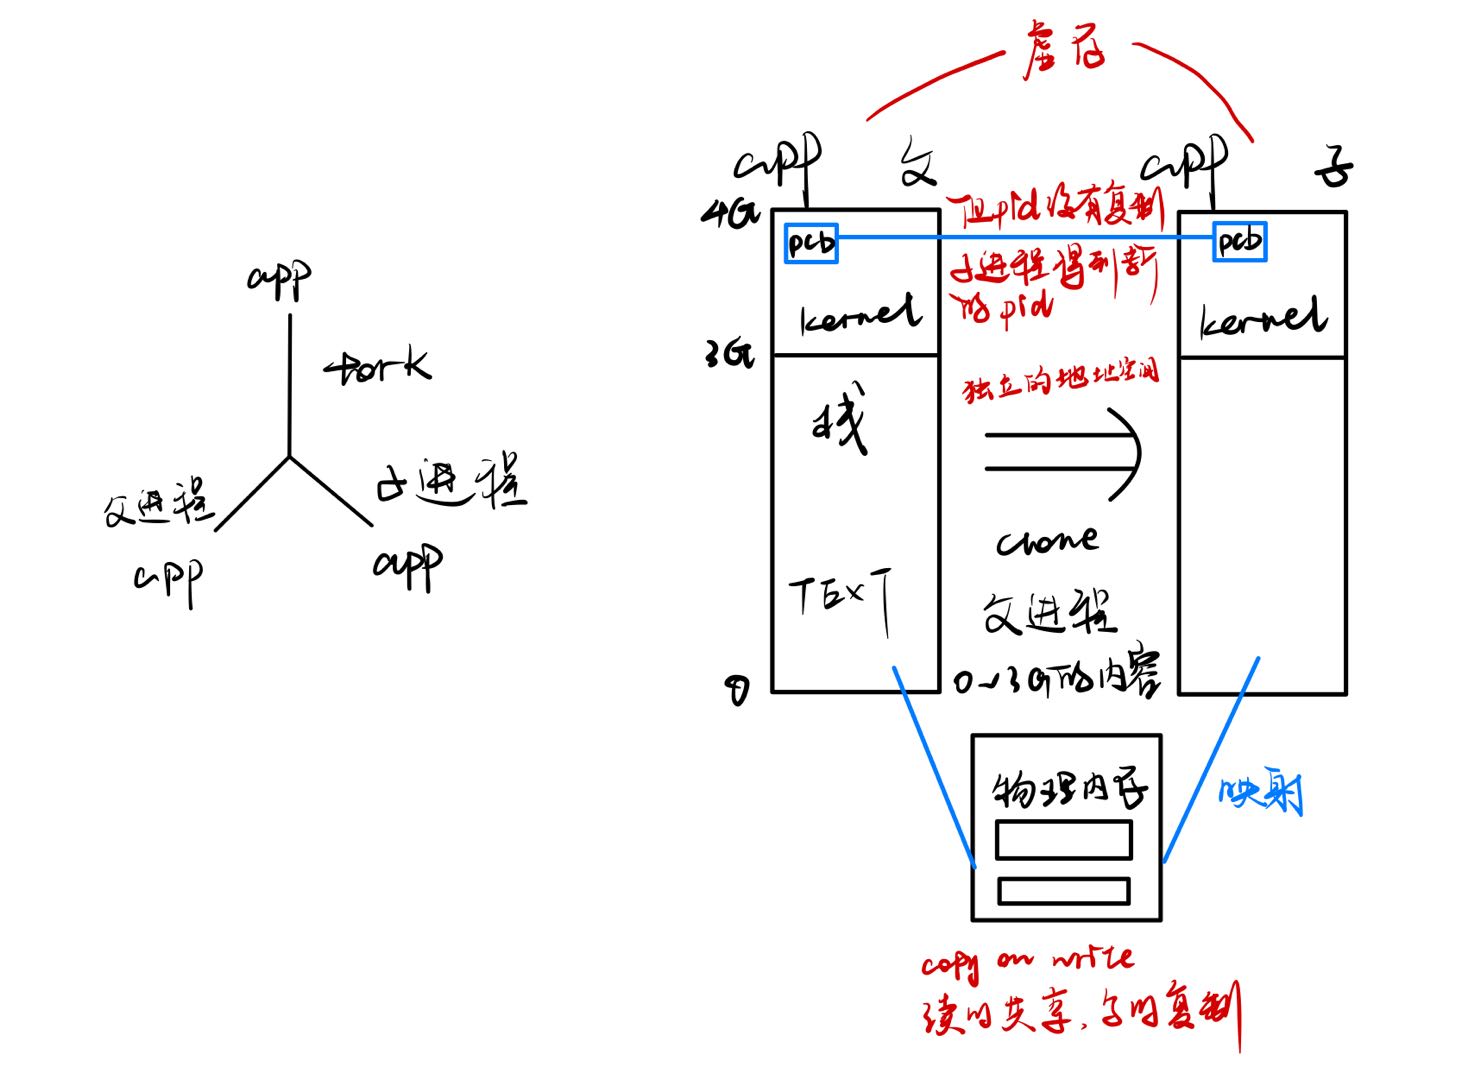 app
fork
父进程
子进程
app
app
虚存
app
父
app
子
4G
pcb
但pid没有复制
pcb
子进程得到新
的pid
kernel
kernel
3G
独立的地址空间
栈
clone
TEXT
父进程
0~3G的内容
0
物理内存
映射
copy on write
读时共享,写时复制